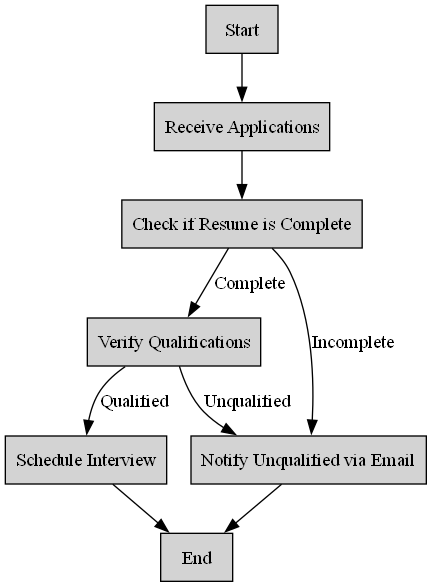 Start
Receive Applications
Check if Resume is Complete
Complete
Verify Qualifications
Incomplete
Qualified
Unqualified
Schedule Interview
Notify Unqualified via Email
End